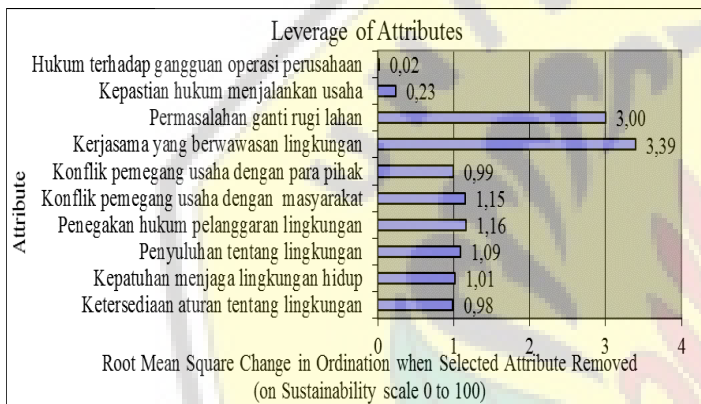 Leverage of Attributes
Hukum terhadap gangguan operasi perusahaan 0,02
Kepastian hukum menjalankan usaha 0,23
Permasalahan ganti rugi lahan 3,00
Kerjasama yang berwawasan lingkungan 3,39
Konflik pemegang usaha dengan para pihak 0,99
Konflik pemegang usaha dengan masyarakat 1,15
Penegakan hukum pelanggaran lingkungan 1,16
Penyuluhan tentang lingkungan 1,09
Kepatuhan menjaga lingkungan hidup 1,01
Ketersediaan aturan tentang lingkungan 0,98
Attribute
0 1 2 3 4
Root Mean Square Change in Ordination when Selected Attribute Removed
(on Sustainability scale 0 to 100)